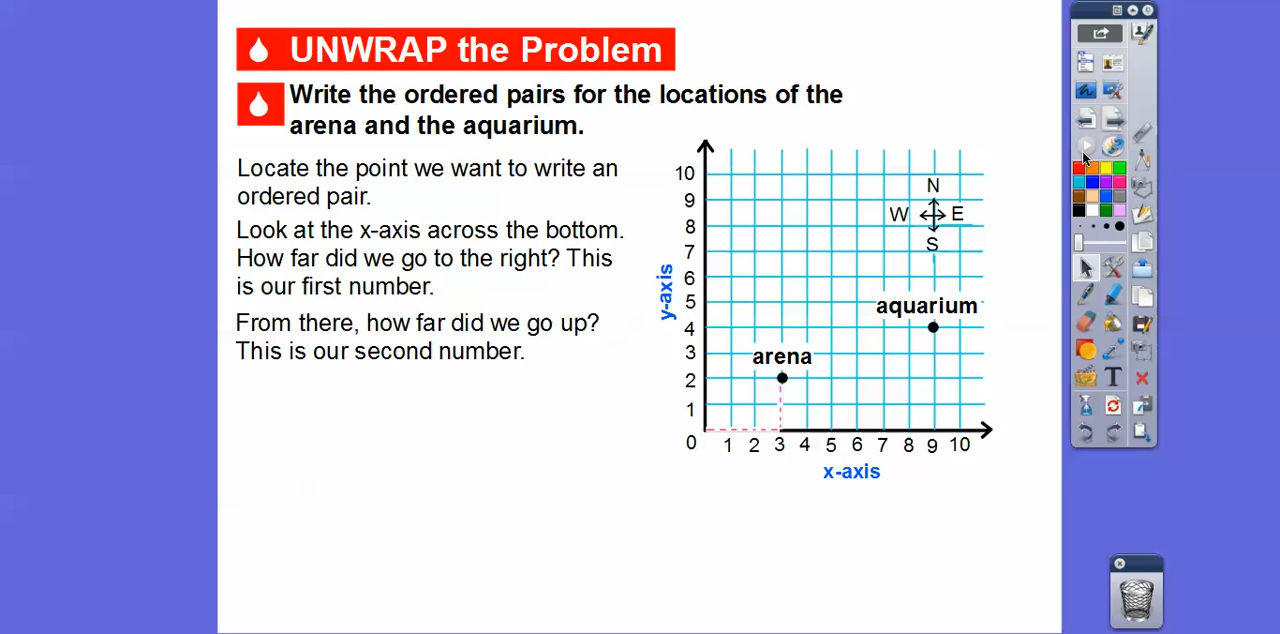 UNWRAP the Problem
Write the ordered pairs for the locations of the
arena and the aquarium.
Locate the point we want to write an
ordered pair.
Look at the x-axis across the bottom.
How far did we go to the right? This
is our first number.
From there, how far did we go up?
This is our second number.
10
9
8
7
6
5
4
3
2
1
0
y-axis
N
W E
S
aquarium
arena
1 2 3 4 5 6 7 8 9 10
x-axis
T